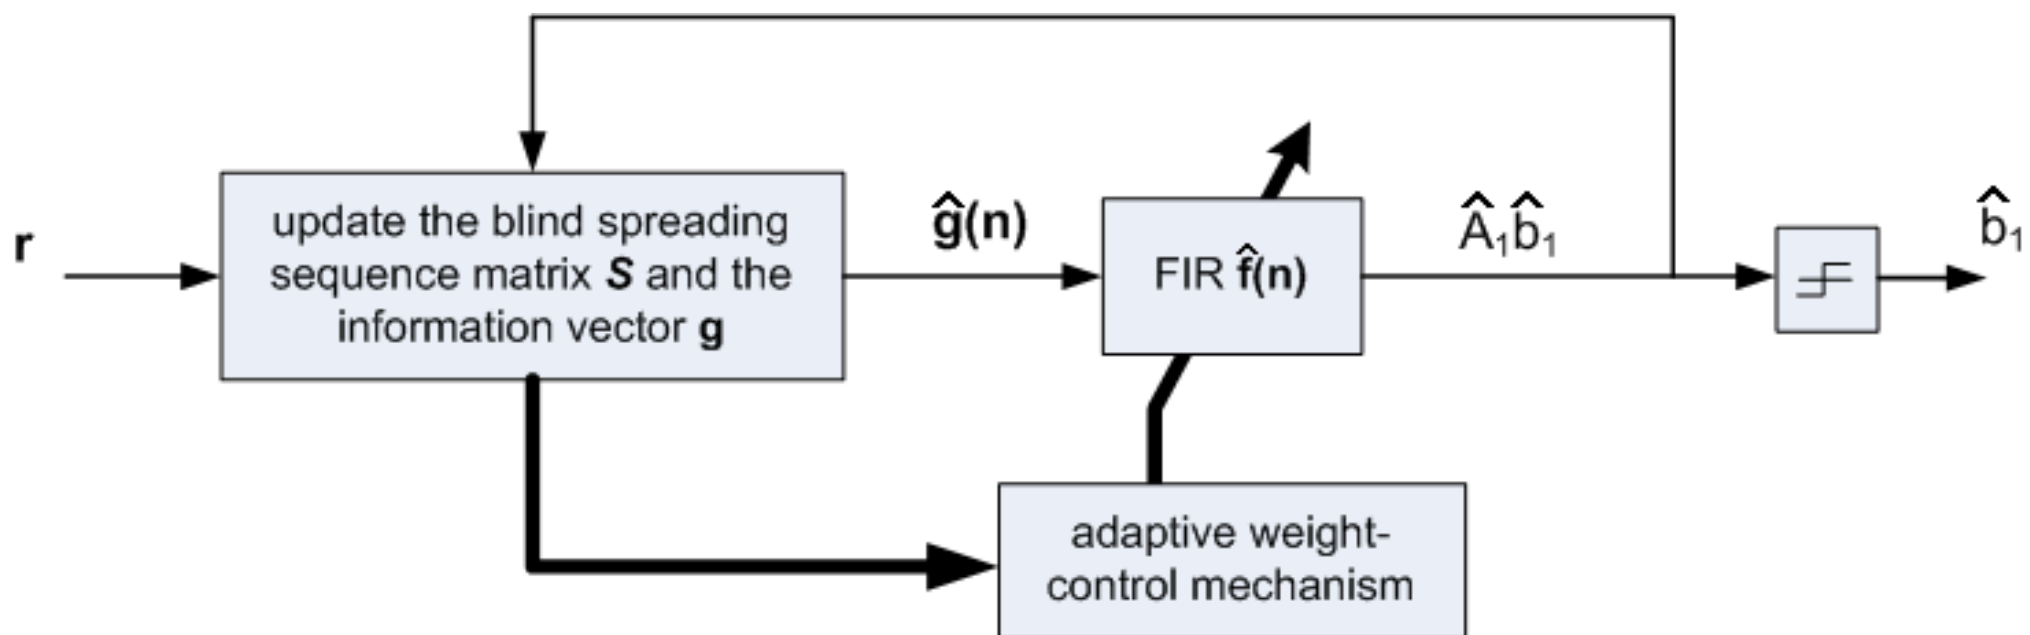 r
update the blind spreading
sequence matrix S and the
information vector g
ĝ(n)
FIR f̂(n)
Â₁b̂₁
b̂₁
adaptive weight-
control mechanism